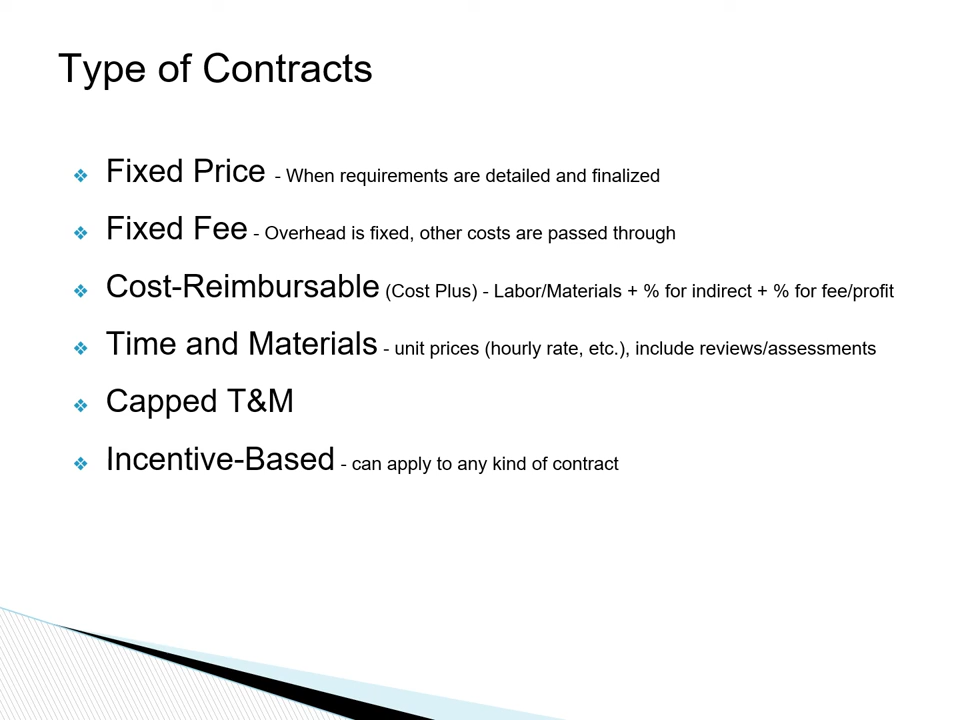 Type of Contracts
Fixed Price - When requirements are detailed and finalized
Fixed Fee - Overhead is fixed, other costs are passed through
Cost-Reimbursable (Cost Plus) - Labor/Materials + % for indirect + % for fee/profit
Time and Materials - unit prices (hourly rate, etc.), include reviews/assessments
Capped T&M
Incentive-Based - can apply to any kind of contract